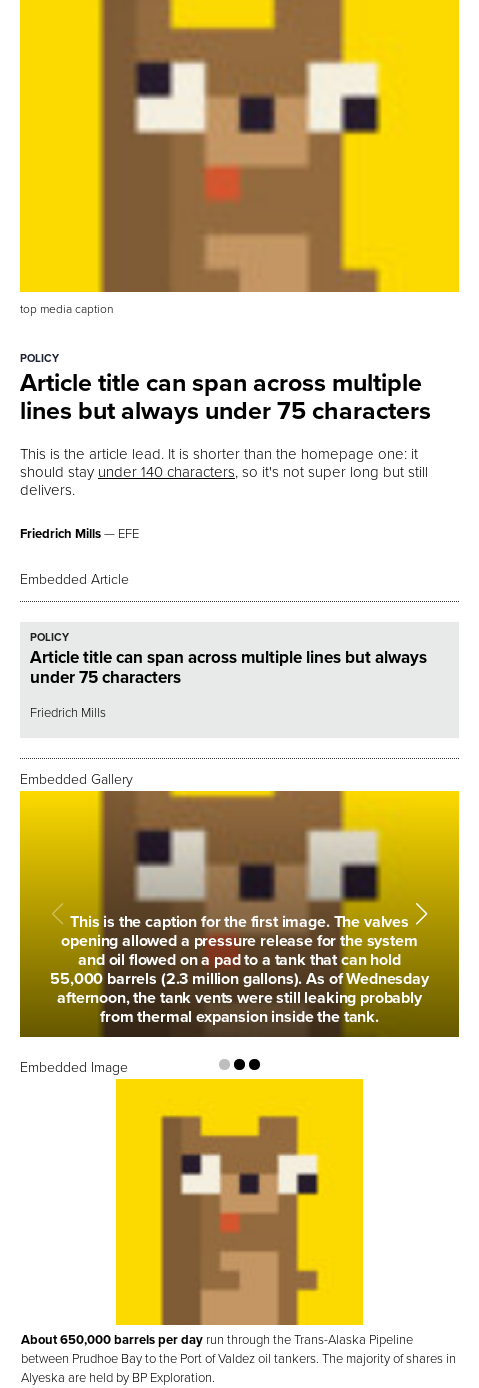 top media caption
POLICY
Article title can span across multiple
lines but always under 75 characters
This is the article lead. It is shorter than the homepage one: it
should stay under 140 characters, so it's not super long but still
delivers.
Friedrich Mills — EFE
Embedded Article
POLICY
Article title can span across multiple lines but always
under 75 characters
Friedrich Mills
Embedded Gallery
This is the caption for the first image. The valves
opening allowed a pressure release for the system
and oil flowed on a pad to a tank that can hold
55,000 barrels (2.3 million gallons). As of Wednesday
afternoon, the tank vents were still leaking probably
from thermal expansion inside the tank.
Embedded Image
About 650,000 barrels per day run through the Trans-Alaska Pipeline
between Prudhoe Bay to the Port of Valdez oil tankers. The majority of shares in
Alyeska are held by BP Exploration.